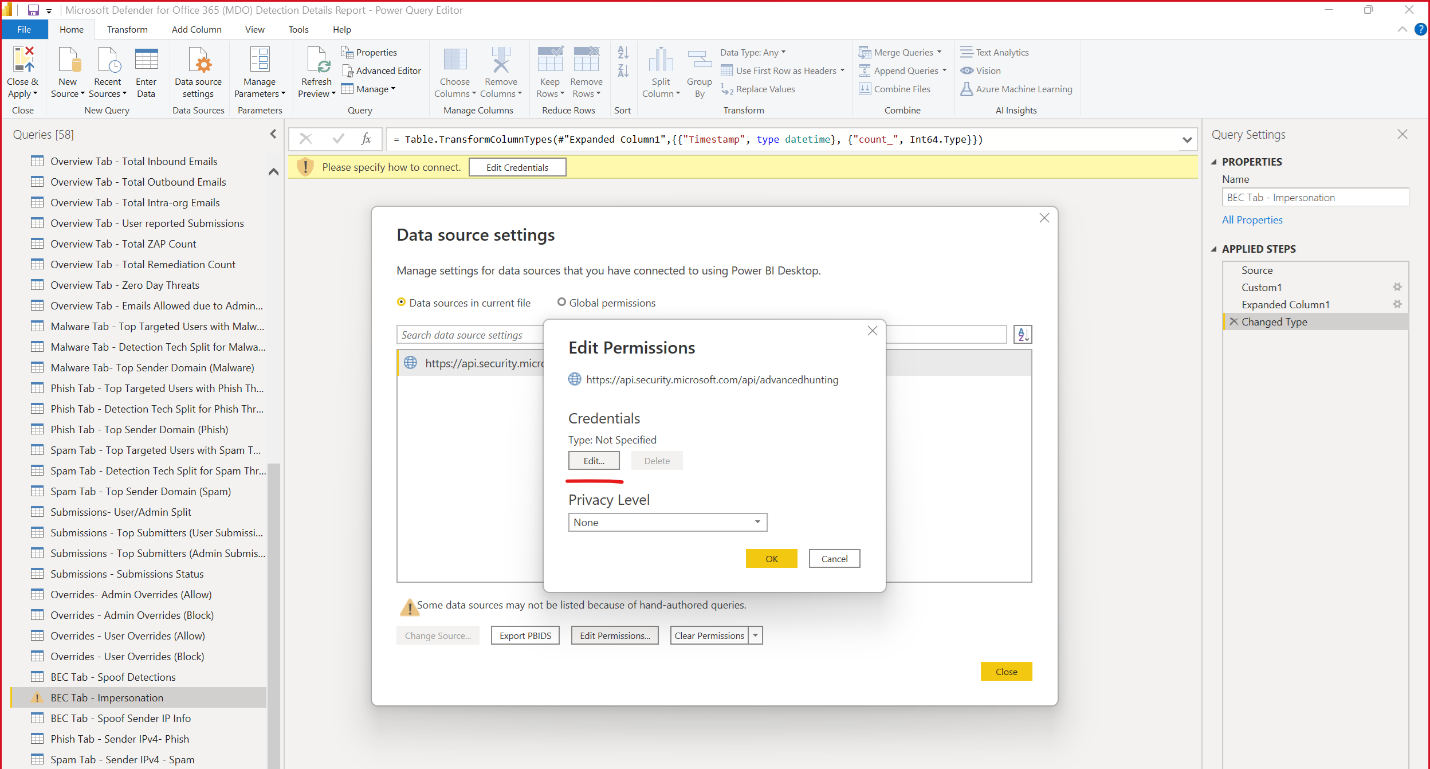 Microsoft Defender for Office 365 (MDO) Detection Details Report - Power Query Editor
File Home Transform Add Column View Tools Help
Close & Apply
Close
New Source
Recent Sources
Enter Data
New Query
Data source settings
Data Sources
Manage Parameters
Parameters
Refresh Preview
Properties
Advanced Editor
Manage
Query
Choose Columns
Remove Columns
Manage Columns
Keep Rows
Remove Rows
Reduce Rows
Sort
Split Column
Group By
Data Type: Any
Use First Row as Headers
Replace Values
Transform
Merge Queries
Append Queries
Combine Files
Combine
Text Analytics
Vision
Azure Machine Learning
AI Insights
Queries [58]
Overview Tab - Total Inbound Emails
Overview Tab - Total Outbound Emails
Overview Tab - Total Intra-org Emails
Overview Tab - User reported Submissions
Overview Tab - Total ZAP Count
Overview Tab - Total Remediation Count
Overview Tab - Zero Day Threats
Overview Tab - Emails Allowed due to Admin...
Malware Tab - Top Targeted Users with Malw...
Malware Tab - Detection Tech Split for Malwa...
Malware Tab- Top Sender Domain (Malware)
Phish Tab - Top Targeted Users with Phish Th...
Phish Tab - Detection Tech Split for Phish Thr...
Phish Tab - Top Sender Domain (Phish)
Spam Tab - Top Targeted Users with Spam T...
Spam Tab - Detection Tech Split for Spam Thr...
Spam Tab - Top Sender Domain (Spam)
Submissions- User/Admin Split
Submissions - Top Submitters (User Submissi...
Submissions - Top Submitters (Admin Submis...
Submissions - Submissions Status
Overrides- Admin Overrides (Allow)
Overrides - Admin Overrides (Block)
Overrides - User Overrides (Allow)
Overrides - User Overrides (Block)
BEC Tab - Spoof Detections
BEC Tab - Impersonation
BEC Tab - Spoof Sender IP Info
Phish Tab - Sender IPv4- Phish
Spam Tab - Sender IPv4 - Spam
fx
= Table.TransformColumnTypes(#"Expanded Column1",{{"Timestamp", type datetime}, {"count_", Int64.Type}})
Please specify how to connect. Edit Credentials
Data source settings
Manage settings for data sources that you have connected to using Power BI Desktop.
Data sources in current file Global permissions
Search data source settings
https://api.security.micro
Edit Permissions
https://api.security.microsoft.com/api/advancedhunting
Credentials
Type: Not Specified
Edit... Delete
Privacy Level
None
OK Cancel
Some data sources may not be listed because of hand-authored queries.
Change Source... Export PBIDS Edit Permissions... Clear Permissions
Close
Query Settings
PROPERTIES
Name
BEC Tab - Impersonation
All Properties
APPLIED STEPS
Source
Custom1
Expanded Column1
Changed Type